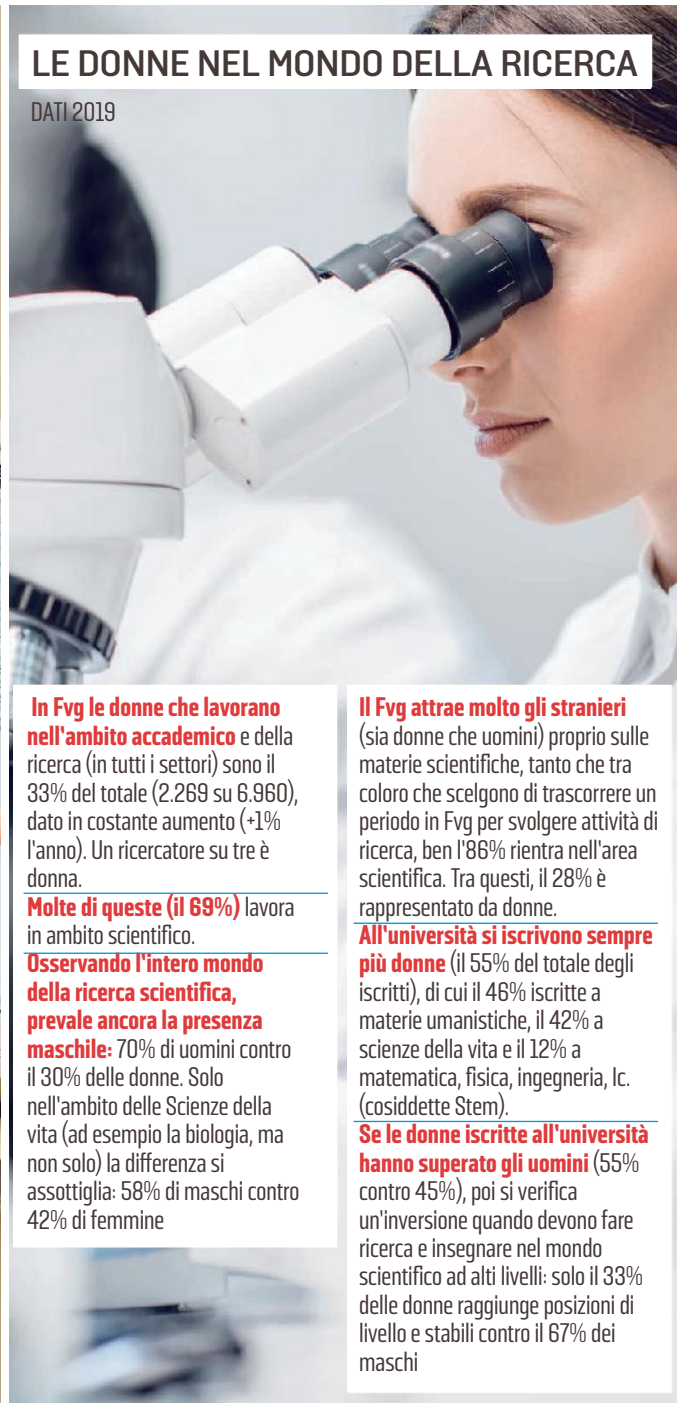 LE DONNE NEL MONDO DELLA RICERCA
DATI 2019
In Fvg le donne che lavorano
nell'ambito accademico e della
ricerca (in tutti i settori) sono il
33% del totale (2.269 su 6.960),
dato in costante aumento (+1%
l'anno). Un ricercatore su tre è
donna.
Molte di queste (il 69%) lavora
in ambito scientifico.
Osservando l'intero mondo
della ricerca scientifica,
prevale ancora la presenza
maschile: 70% di uomini contro
il 30% delle donne. Solo
nell'ambito delle Scienze della
vita (ad esempio la biologia, ma
non solo) la differenza si
assottiglia: 58% di maschi contro
42% di femmine
Il Fvg attrae molto gli stranieri
(sia donne che uomini) proprio sulle
materie scientifiche, tanto che tra
coloro che scelgono di trascorrere un
periodo in Fvg per svolgere attività di
ricerca, ben l'86% rientra nell'area
scientifica. Tra questi, il 28% è
rappresentato da donne.
All'università si iscrivono sempre
più donne (il 55% del totale degli
iscritti), di cui il 46% iscritte a
materie umanistiche, il 42% a
scienze della vita e il 12% a
matematica, fisica, ingegneria, Ic.
(cosiddette Stem).
Se le donne iscritte all'università
hanno superato gli uomini (55%
contro 45%), poi si verifica
un'inversione quando devono fare
ricerca e insegnare nel mondo
scientifico ad alti livelli: solo il 33%
delle donne raggiunge posizioni di
livello e stabili contro il 67% dei
maschi